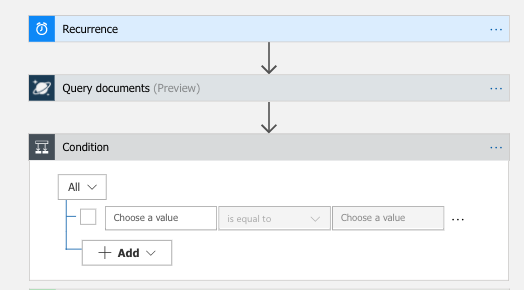 Recurrence
Query documents (Preview)
Condition
All
Choose a value is equal to Choose a value
Add